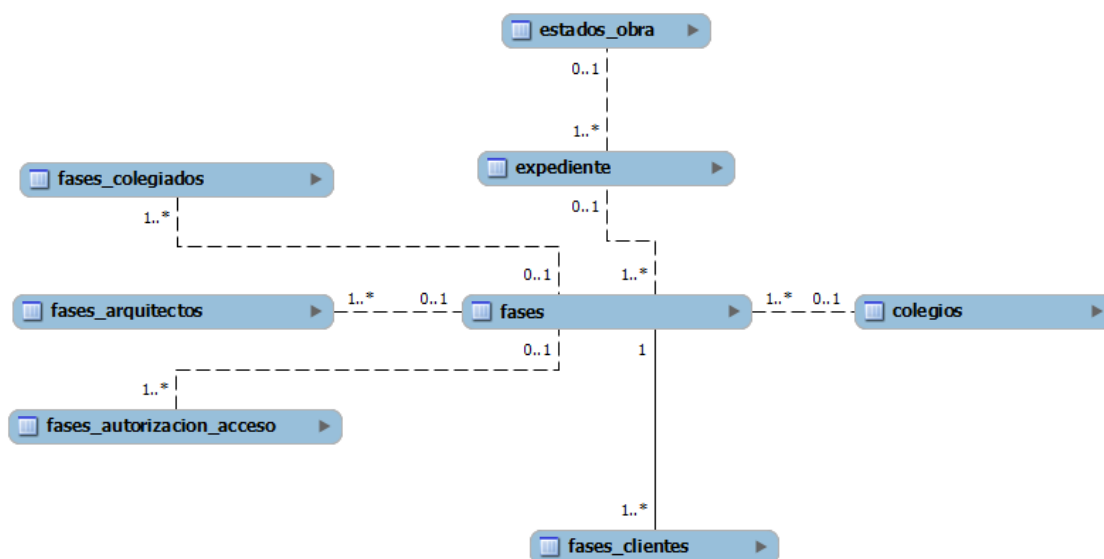 estados_obra
0..1
1..*
expediente
fases_colegiados
0..1
1..*
0..1
1..*
fases_arquitectos
1..*
0..1
fases
1..*
0..1
colegios
0..1
1
1..*
fases_autorizacion_acceso
1..*
fases_clientes